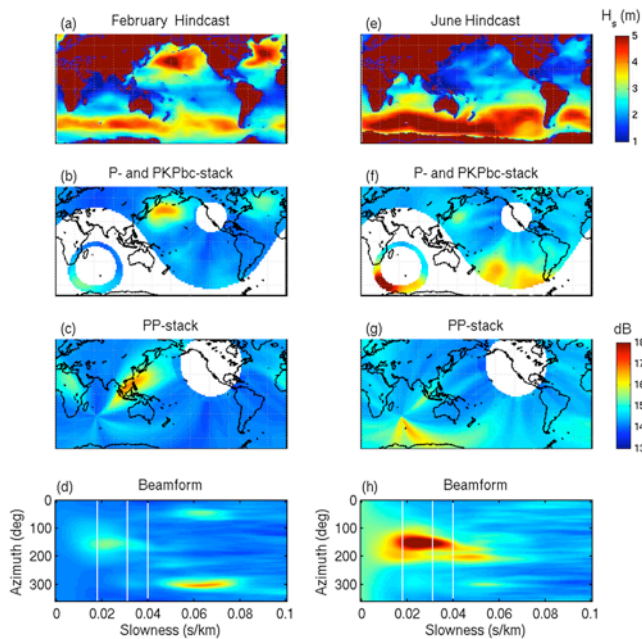 February Hindcast
June Hindcast
H_s (m)
(a)
(e)
5
4
3
2
1
P- and PKPbc-stack
P- and PKPbc-stack
(b)
(f)
PP-stack
PP-stack
dB
(c)
(g)
18
17
16
15
14
13
Beamform
Beamform
(d)
(h)
Azimuth (deg)
0
100
200
300
0 0.02 0.04 0.06 0.08 0.1
Slowness (s/km)
Azimuth (deg)
0
100
200
300
0 0.02 0.04 0.06 0.08 0.1
Slowness (s/km)